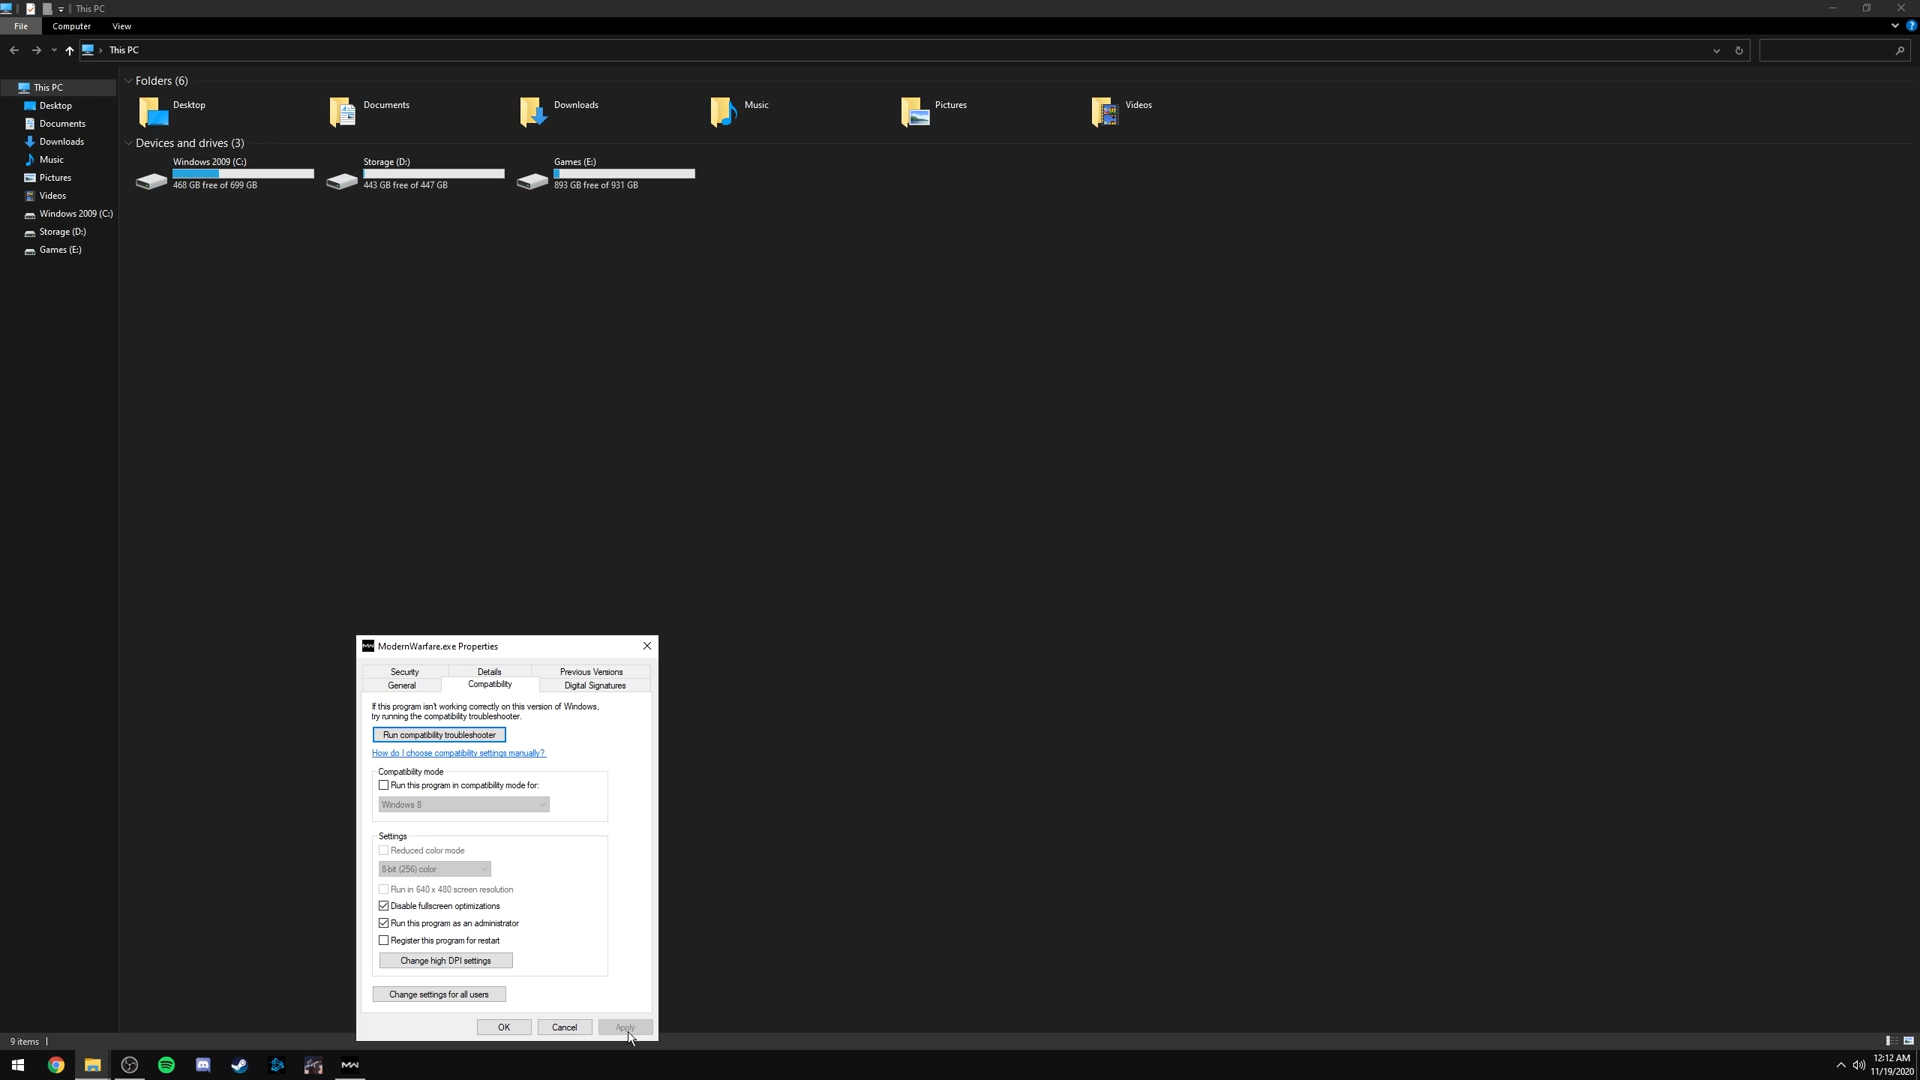 This PC
File
Computer
View
This PC
This PC
Desktop
Documents
Downloads
Music
Pictures
Videos
Windows 2009 (C:)
Storage (D:)
Games (E:)
Folders (6)
Desktop
Documents
Downloads
Music
Pictures
Videos
Devices and drives (3)
Windows 2009 (C:)
468 GB free of 699 GB
Storage (D:)
443 GB free of 447 GB
Games (E:)
893 GB free of 931 GB
ModernWarfare.exe Properties
Security
Details
Previous Versions
General
Compatibility
Digital Signatures
If this program isn't working correctly on this version of Windows,
try running the compatibility troubleshooter.
Run compatibility troubleshooter
How do I choose compatibility settings manually?
Compatibility mode
Run this program in compatibility mode for:
Windows 8
Settings
Reduced color mode
8-bit (256) color
Run in 640 x 480 screen resolution
Disable fullscreen optimizations
Run this program as an administrator
Register this program for restart
Change high DPI settings
Change settings for all users
OK
Cancel
Apply
9 items
12:12 AM
11/19/2020